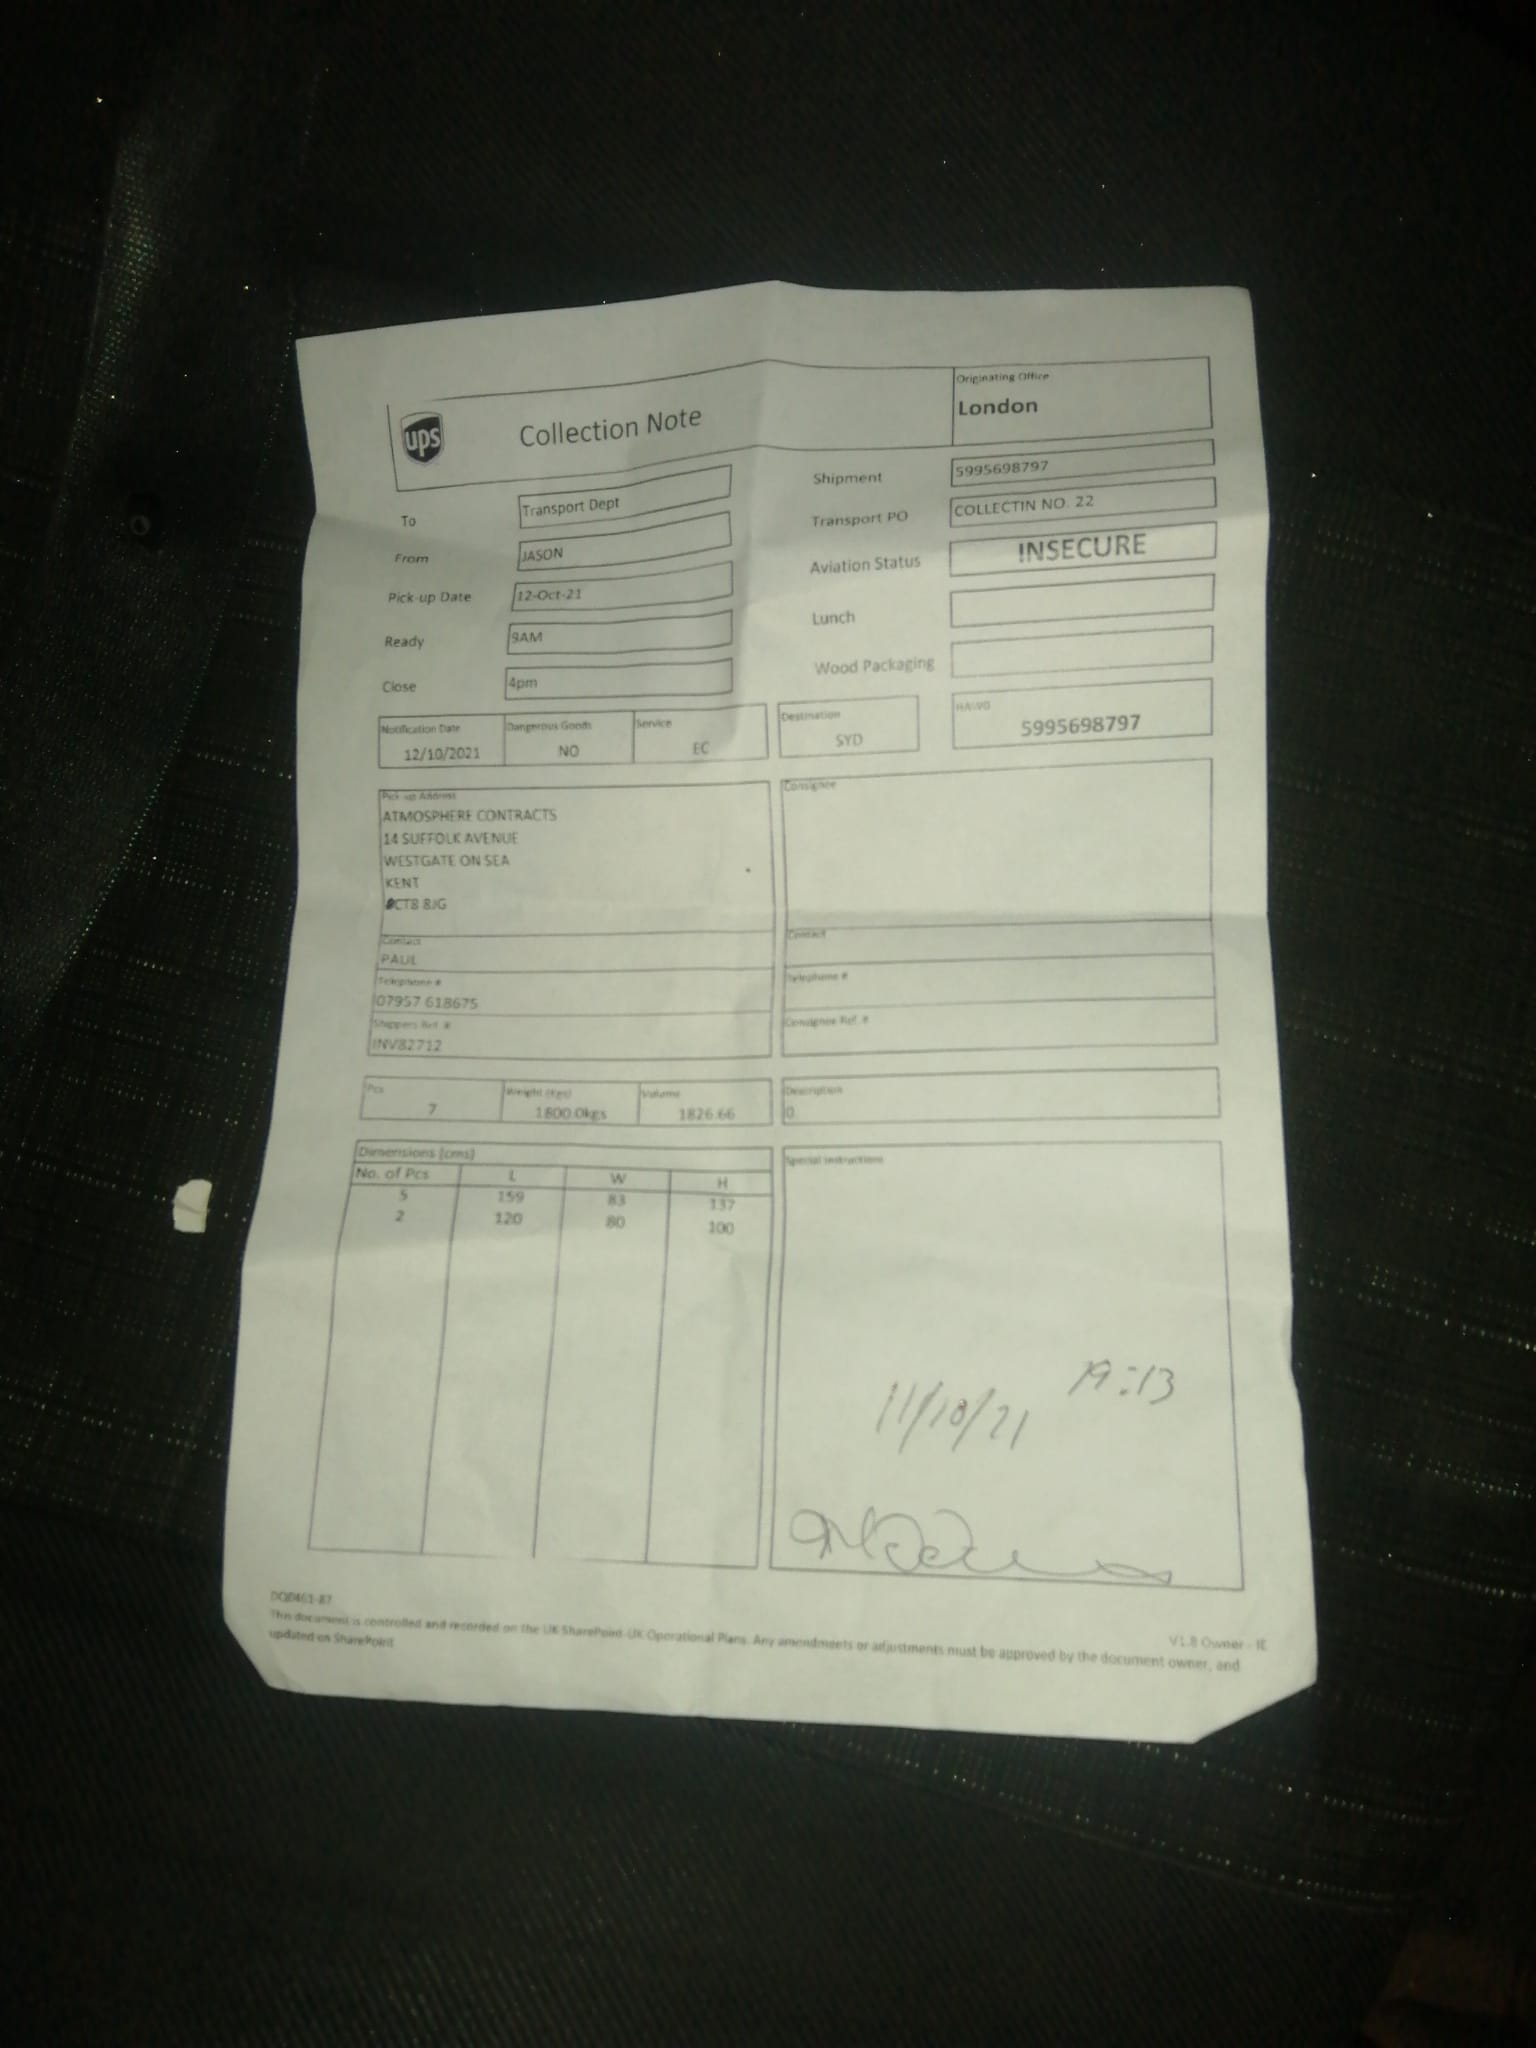 ups
Collection Note
Originating Office
London
To Transport Dept
From JASON
Pick-up Date 12-Oct-21
Ready 9AM
Close 4pm
Shipment 5995698797
Transport PO COLLECTIN NO. 22
Aviation Status !NSECURE
Lunch
Wood Packaging
Notification Date Dangerous Goods Service
12/10/2021 NO EC
Destination
SYD
HAWB
5995698797
Pick-up Address
ATMOSPHERE CONTRACTS
14 SUFFOLK AVENUE
WESTGATE ON SEA
KENT
CT8 8JG
Contact
PAUL
Telephone #
07957 618675
Shippers Ref. #
INV82712
Consignee
Contact
Telephone #
Consignee Ref. #
Pcs Weight (Kgs) Volume
7 1800.0kgs 1826.66
Description
0
Dimensions (cms)
No. of Pcs L W H
5 159 83 137
2 120 80 100
Special Instructions
19:13
11/10/21
DQ0461-87
V1.8 Owner - IE
This document is controlled and recorded on the UK SharePoint-UK Operational Plans. Any amendments or adjustments must be approved by the document owner, and
updated on SharePoint